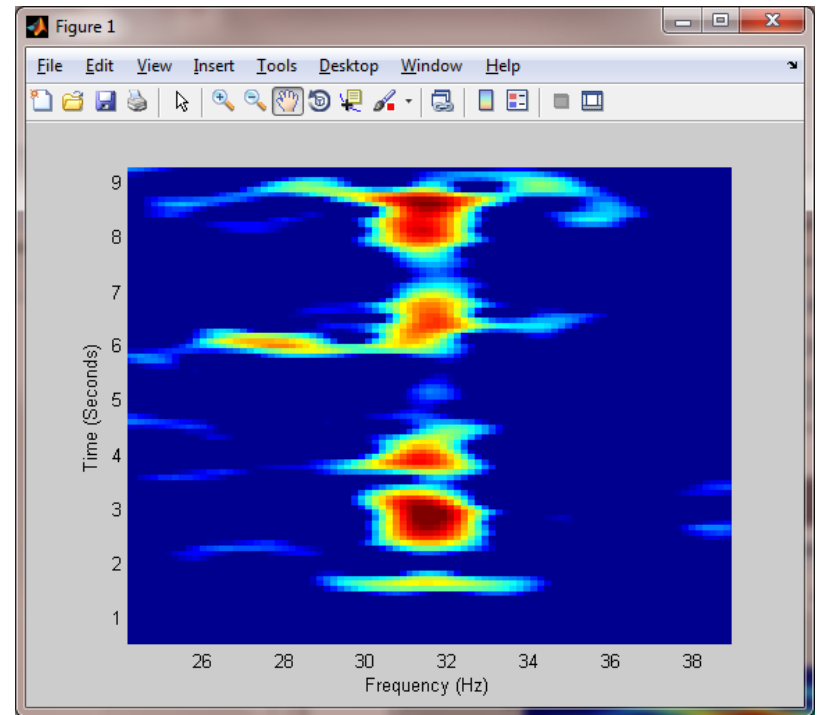 Figure 1
File Edit View Insert Tools Desktop Window Help
9
8
7
6
5
4
3
2
1
Time (Seconds)
26 28 30 32 34 36 38
Frequency (Hz)